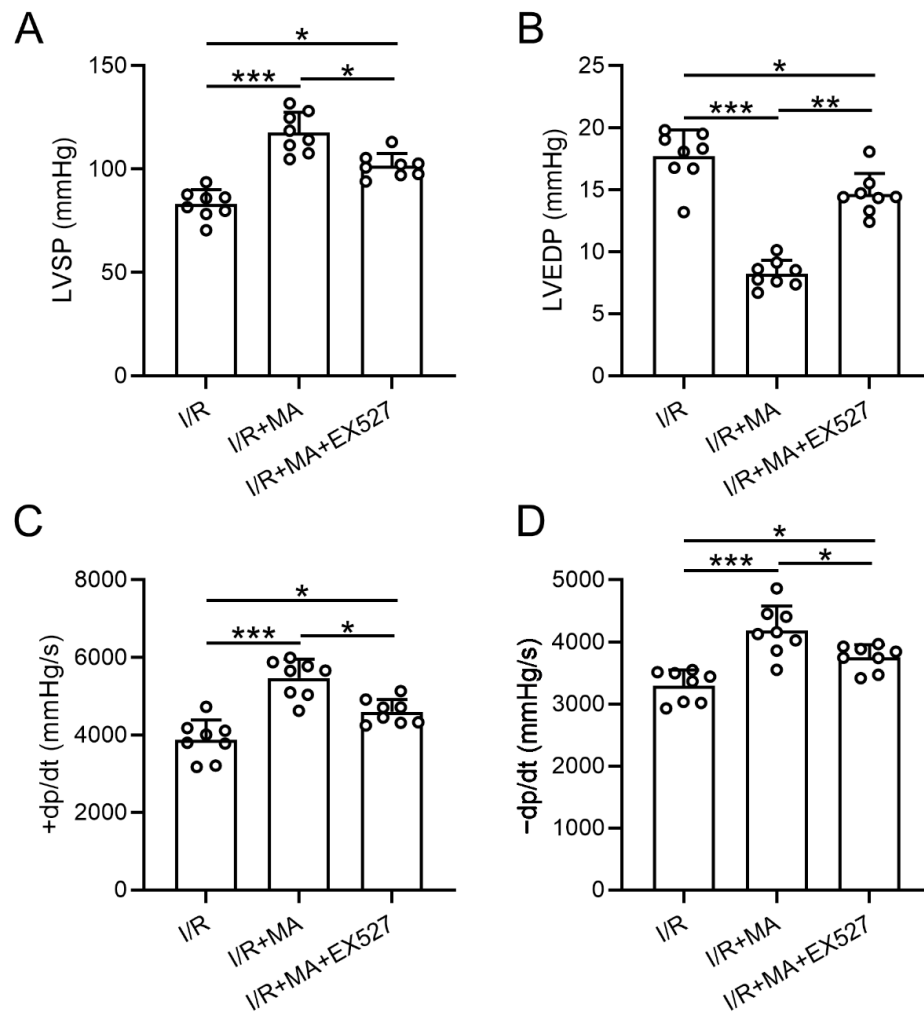 A
*
***
*
150
100
50
0
LVSP (mmHg)
I/R
I/R+MA
I/R+MA+EX527
B
*
***
**
25
20
15
10
5
0
LVEDP (mmHg)
I/R
I/R+MA
I/R+MA+EX527
C
*
***
*
8000
6000
4000
2000
0
+dp/dt (mmHg/s)
I/R
I/R+MA
I/R+MA+EX527
D
*
***
*
5000
4000
3000
2000
1000
0
−dp/dt (mmHg/s)
I/R
I/R+MA
I/R+MA+EX527